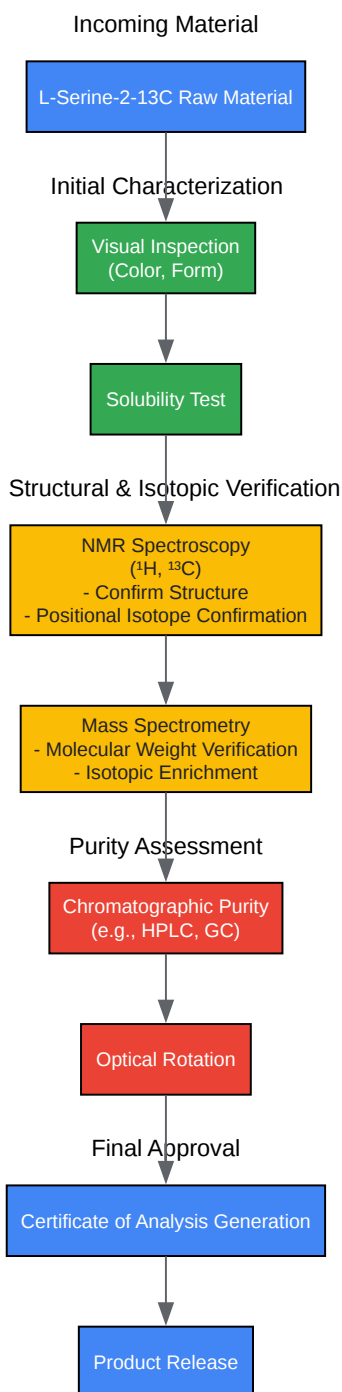 Incoming Material
L-Serine-2-13C Raw Material
Initial Characterization
Visual Inspection
(Color, Form)
Solubility Test
Structural & Isotopic Verification
NMR Spectroscopy
(¹H, ¹³C)
- Confirm Structure
- Positional Isotope Confirmation
Mass Spectrometry
- Molecular Weight Verification
- Isotopic Enrichment
Purity Assessment
Chromatographic Purity
(e.g., HPLC, GC)
Optical Rotation
Final Approval
Certificate of Analysis Generation
Product Release